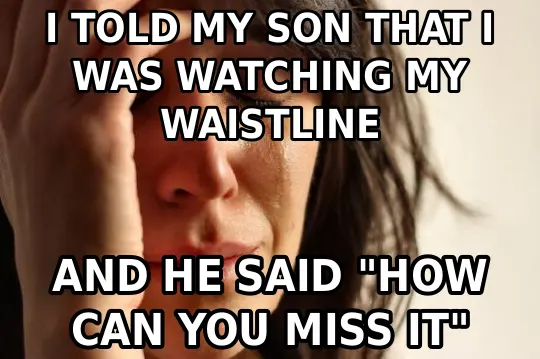 I TOLD MY SON THAT I
WAS WATCHING MY
WAISTLINE
AND HE SAID "HOW
CAN YOU MISS IT"